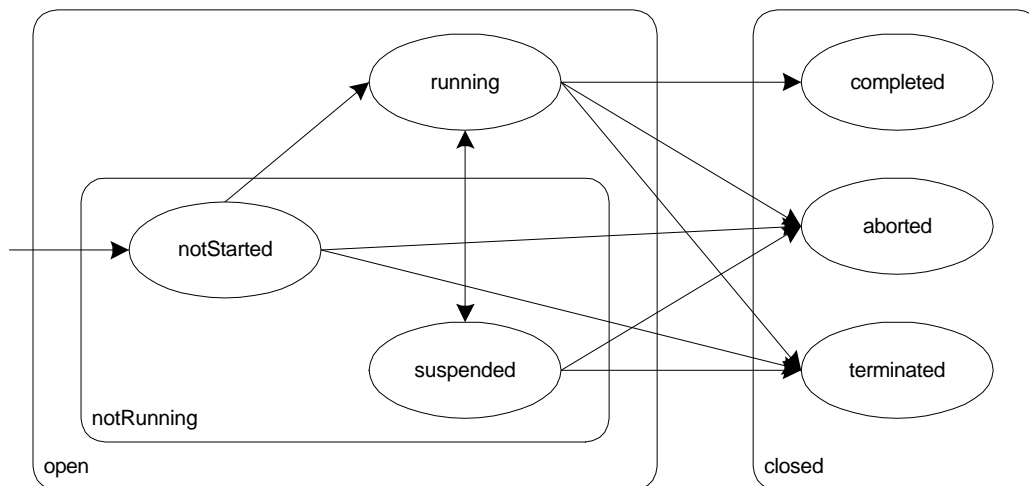 running
completed
notStarted
aborted
suspended
terminated
notRunning
open
closed